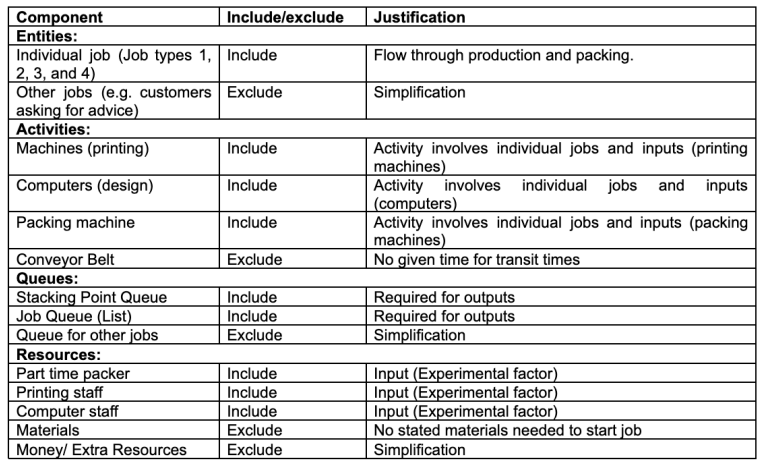 Component Include/exclude Justification
Entities:
Individual job (Job types 1, Include Flow through production and packing.
2, 3, and 4)
Other jobs (e.g. customers Exclude Simplification
asking for advice)
Activities:
Machines (printing) Include Activity involves individual jobs and inputs (printing
machines)
Computers (design) Include Activity involves individual jobs and inputs
(computers)
Packing machine Include Activity involves individual jobs and inputs (packing
machines)
Conveyor Belt Exclude No given time for transit times
Queues:
Stacking Point Queue Include Required for outputs
Job Queue (List) Include Required for outputs
Queue for other jobs Exclude Simplification
Resources:
Part time packer Include Input (Experimental factor)
Printing staff Include Input (Experimental factor)
Computer staff Include Input (Experimental factor)
Materials Exclude No stated materials needed to start job
Money/ Extra Resources Exclude Simplification